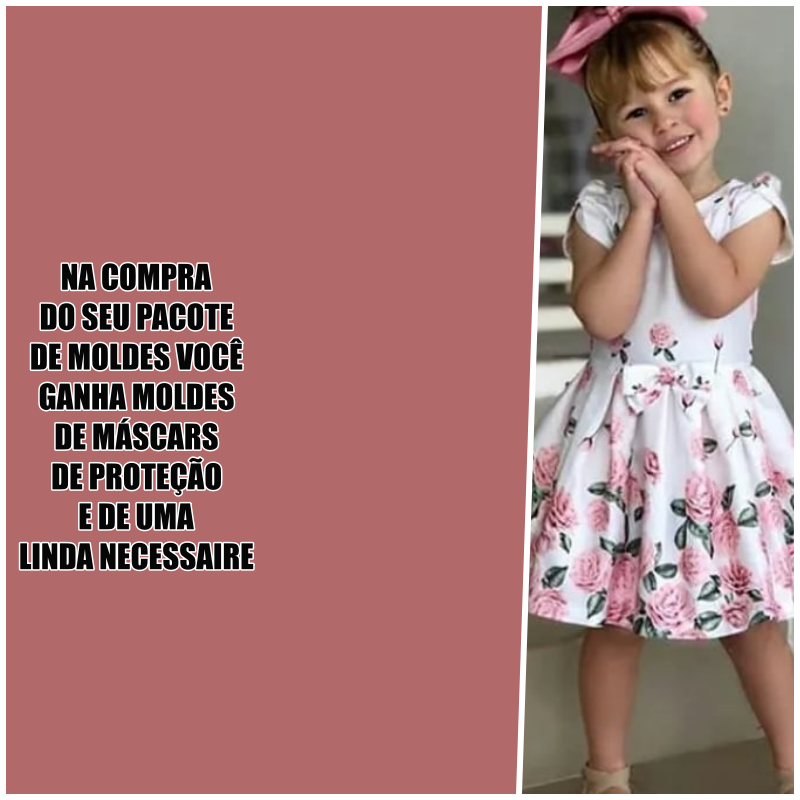 NA COMPRA
DO SEU PACOTE
DE MOLDES VOCÊ
GANHA MOLDES
DE MÁSCARS
DE PROTEÇÃO
E DE UMA
LINDA NECESSAIRE